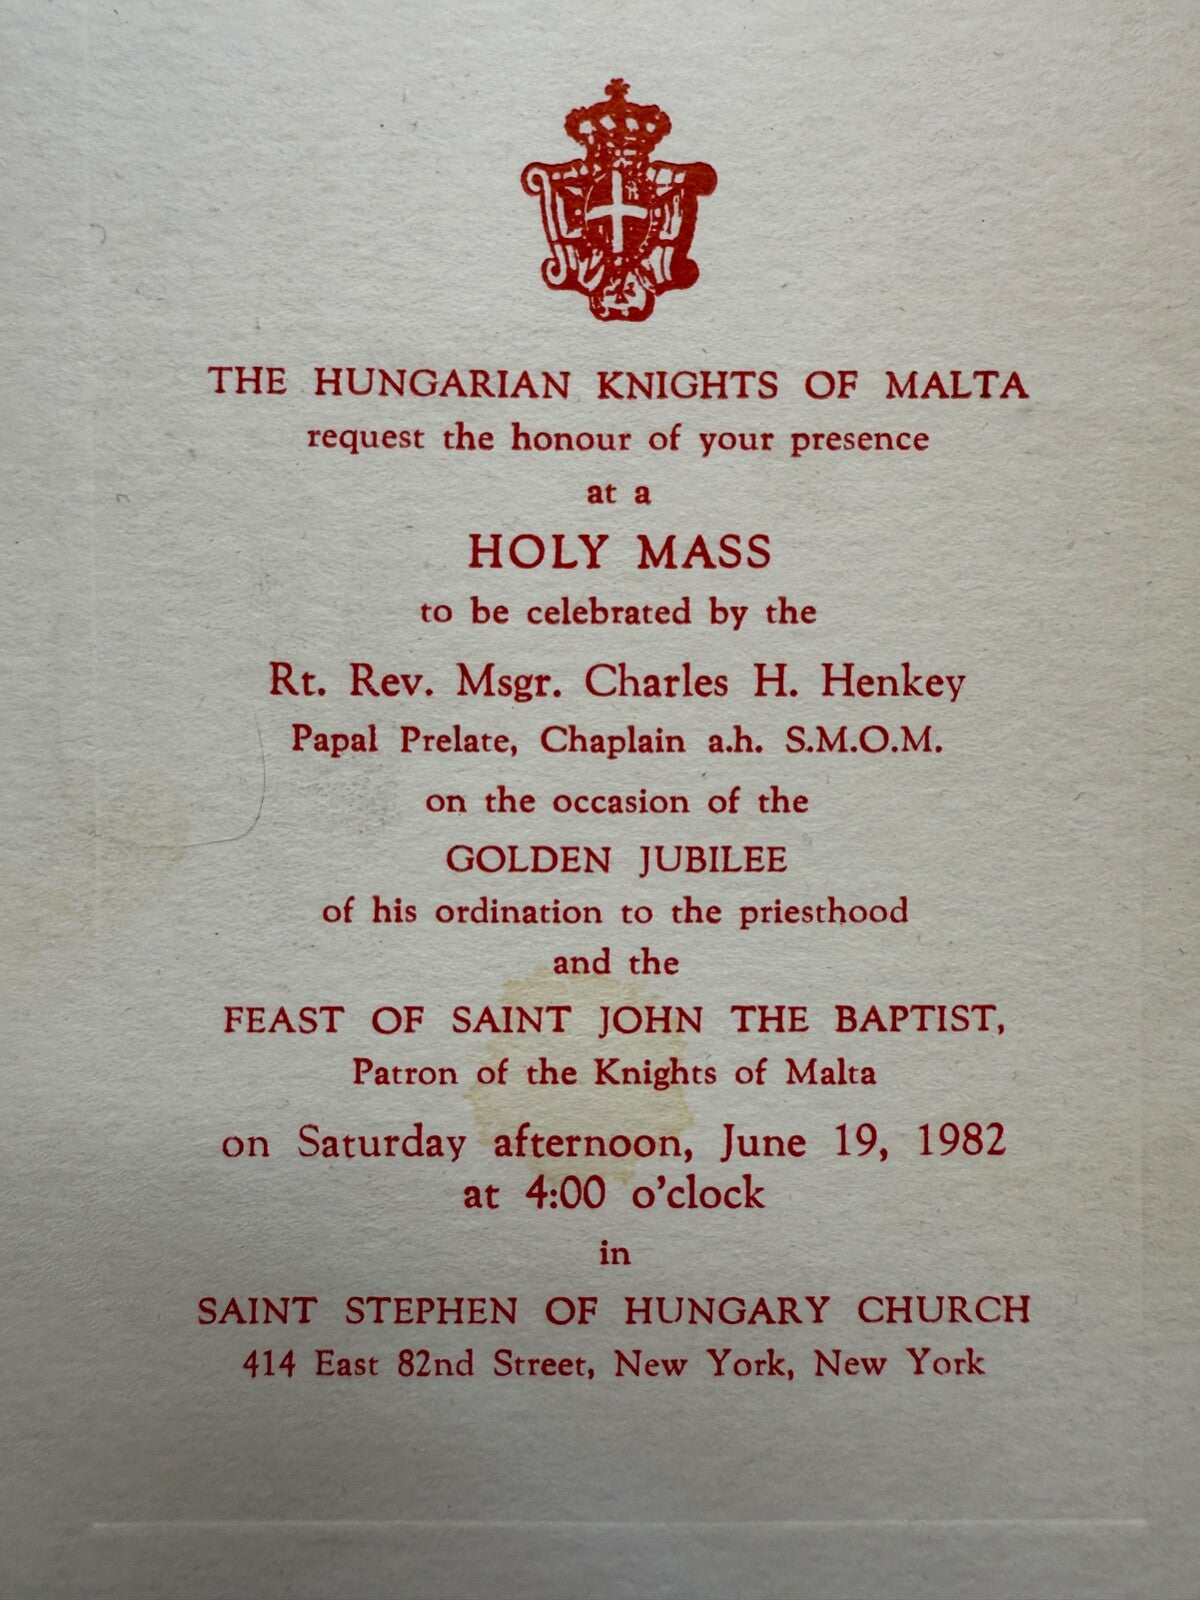 THE HUNGARIAN KNIGHTS OF MALTA
request the honour of your presence
at a
HOLY MASS
to be celebrated by the
Rt. Rev. Msgr. Charles H. Henkey
Papal Prelate, Chaplain a.h. S.M.O.M.
on the occasion of the
GOLDEN JUBILEE
of his ordination to the priesthood
and the
FEAST OF SAINT JOHN THE BAPTIST,
Patron of the Knights of Malta
on Saturday afternoon, June 19, 1982
at 4:00 o'clock
in
SAINT STEPHEN OF HUNGARY CHURCH
414 East 82nd Street, New York, New York